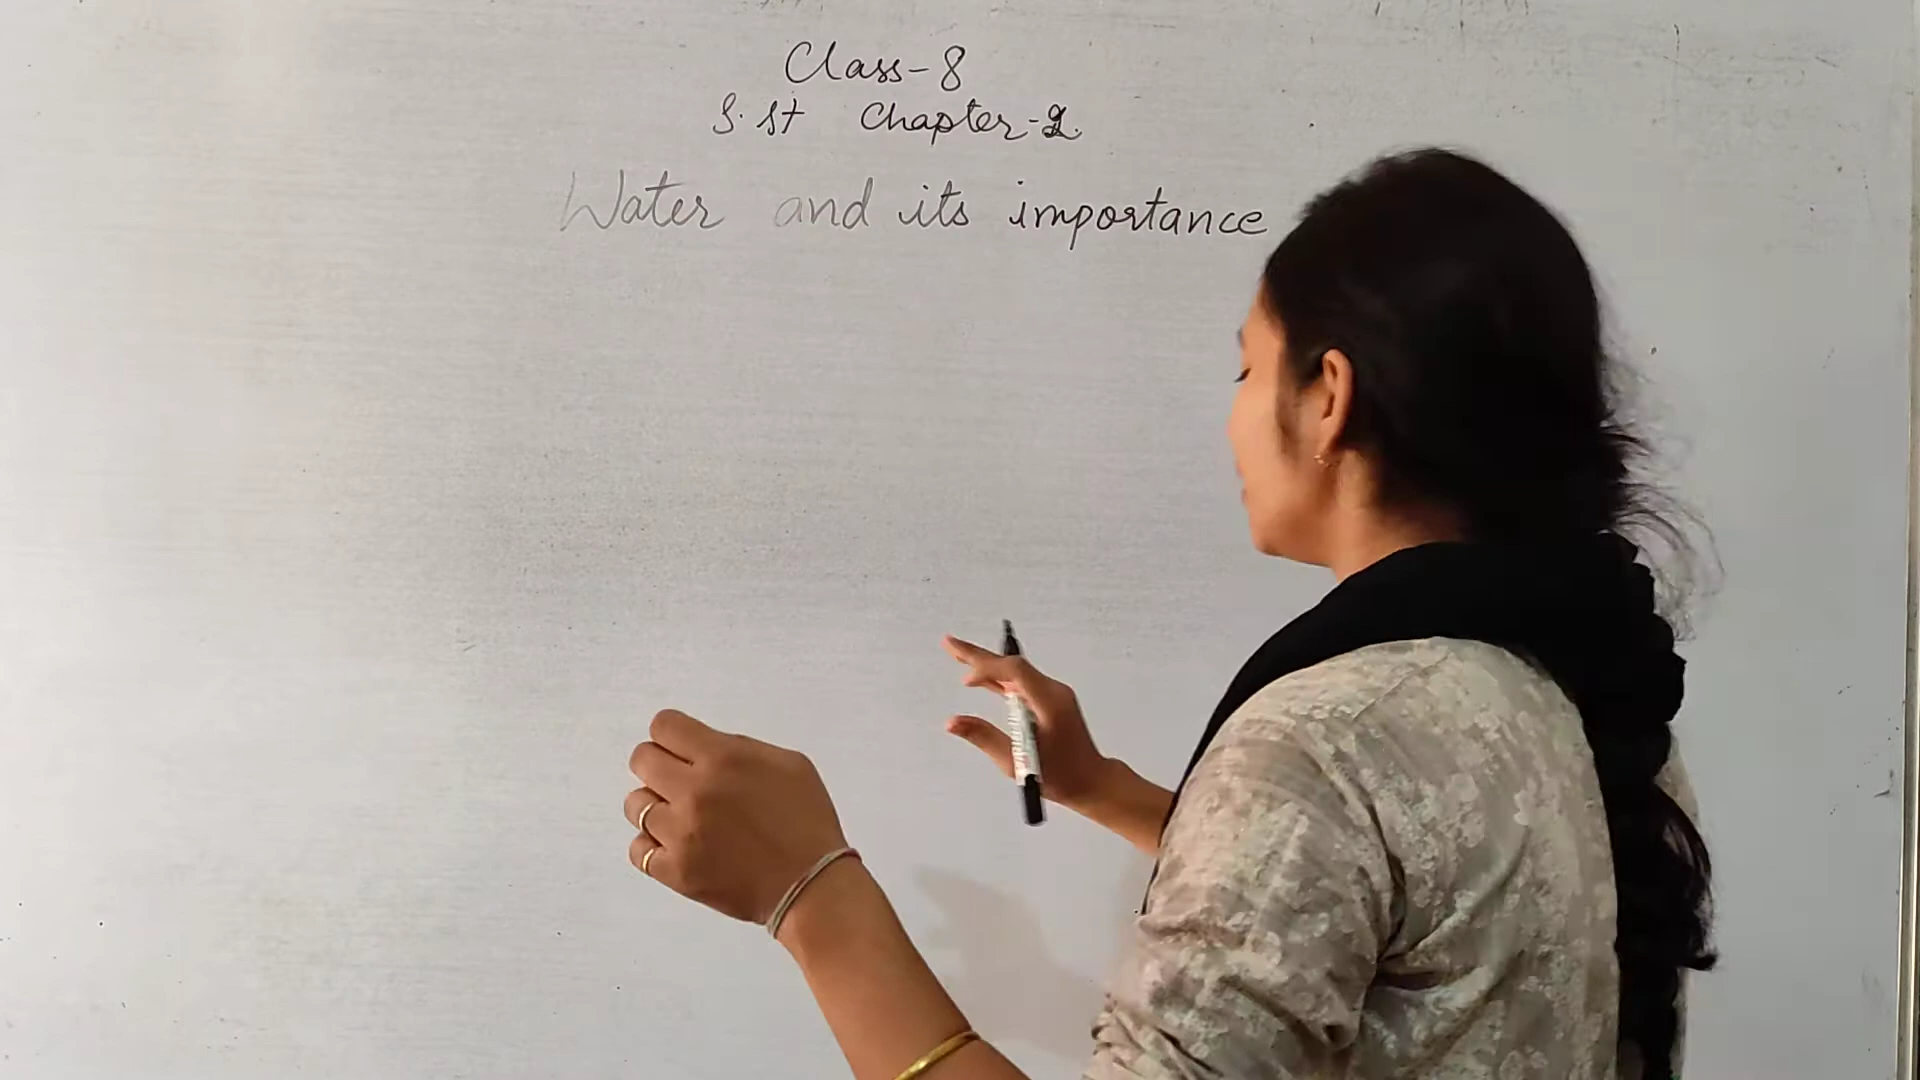 Class-8
S. St Chapter-2.
Water and its importance